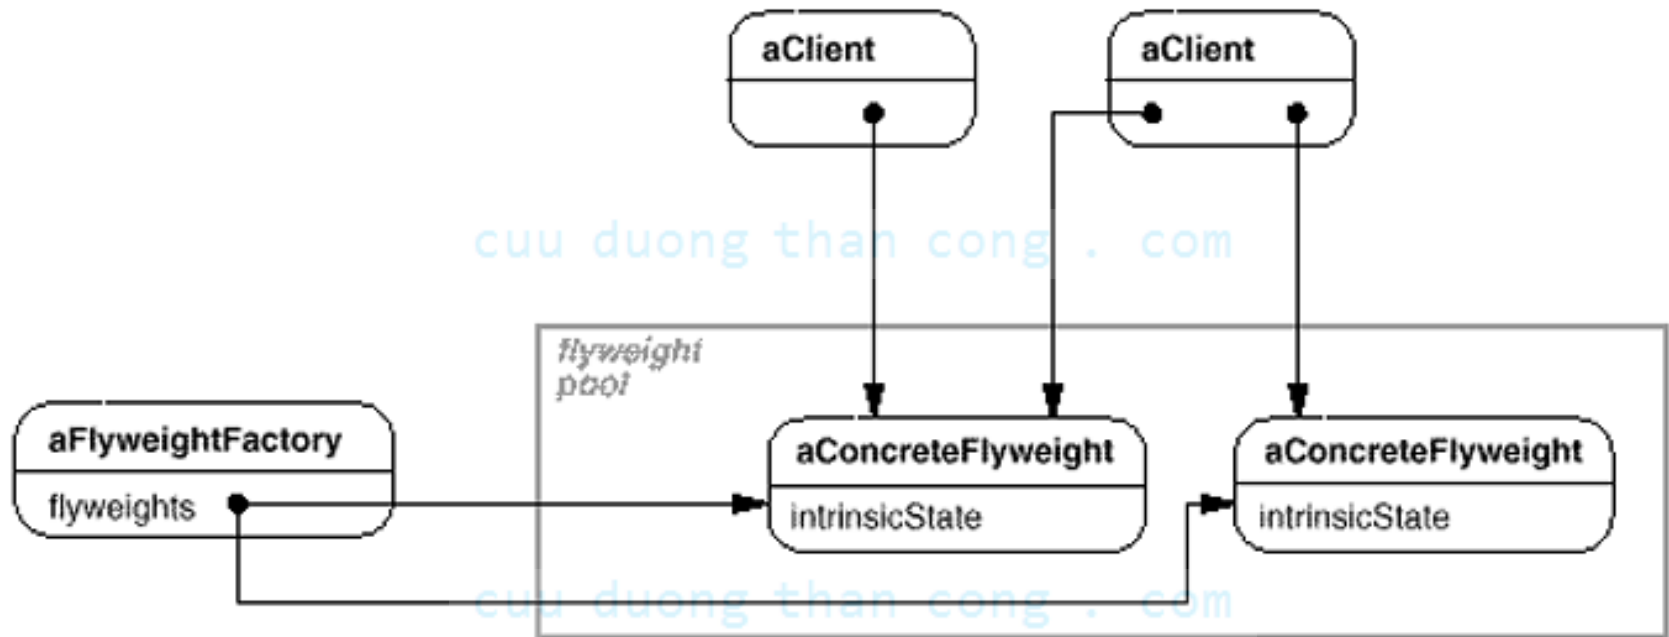 aClient
aClient
cuu duong than cong . com
flyweight
pool
aFlyweightFactory
flyweights
aConcreteFlyweight
intrinsicState
aConcreteFlyweight
intrinsicState
cuu duong than cong . com